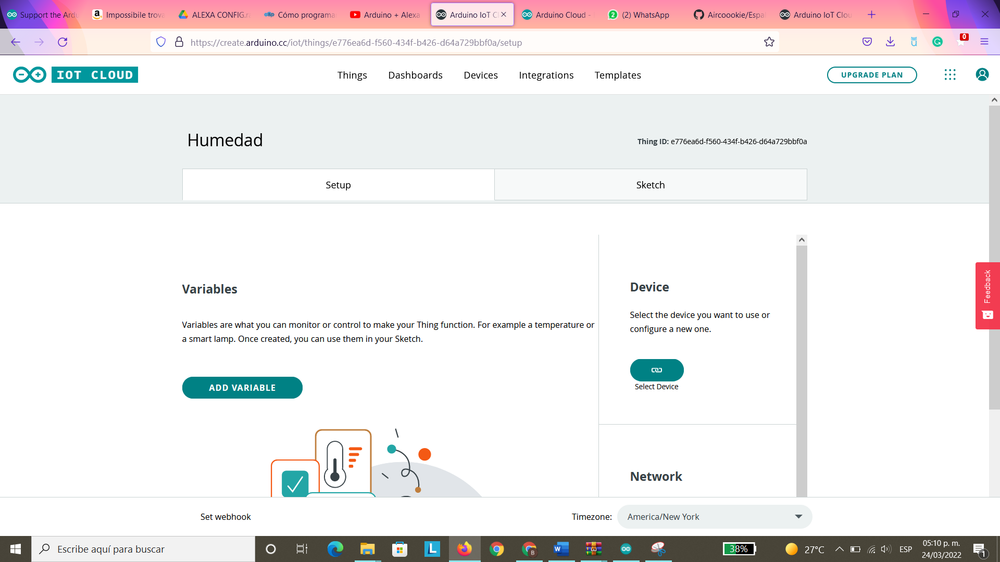 Support the Ardu
Impossibile trova
ALEXA CONFIG.ra
Cómo programa
Arduino + Alexa
Arduino IoT Cl
Arduino Cloud -
(2) WhatsApp
Aircoookie/Espa
Arduino IoT Clou
https://create.arduino.cc/iot/things/e776ea6d-f560-434f-b426-d64a729bbf0a/setup
0
IOT CLOUD
Things
Dashboards
Devices
Integrations
Templates
UPGRADE PLAN
Humedad
Thing ID: e776ea6d-f560-434f-b426-d64a729bbf0a
Setup
Sketch
Variables
Variables are what you can monitor or control to make your Thing function. For example a temperature or
a smart lamp. Once created, you can use them in your Sketch.
ADD VARIABLE
Device
Select the device you want to use or
configure a new one.
Select Device
Network
Feedback
Set webhook
Timezone:
America/New York
Escribe aquí para buscar
38%
27°C
ESP
05:10 p. m.
24/03/2022
1